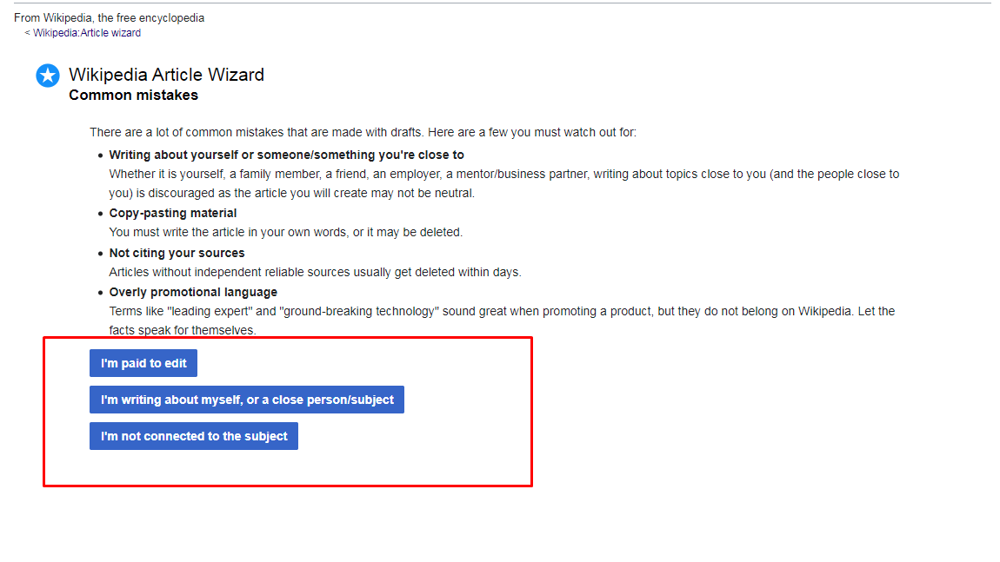 From Wikipedia, the free encyclopedia
< Wikipedia:Article wizard
Wikipedia Article Wizard
Common mistakes
There are a lot of common mistakes that are made with drafts. Here are a few you must watch out for:
• Writing about yourself or someone/something you're close to
Whether it is yourself, a family member, a friend, an employer, a mentor/business partner, writing about topics close to you (and the people close to
you) is discouraged as the article you will create may not be neutral.
• Copy-pasting material
You must write the article in your own words, or it may be deleted.
• Not citing your sources
Articles without independent reliable sources usually get deleted within days.
• Overly promotional language
Terms like "leading expert" and "ground-breaking technology" sound great when promoting a product, but they do not belong on Wikipedia. Let the
facts speak for themselves.
I'm paid to edit
I'm writing about myself, or a close person/subject
I'm not connected to the subject